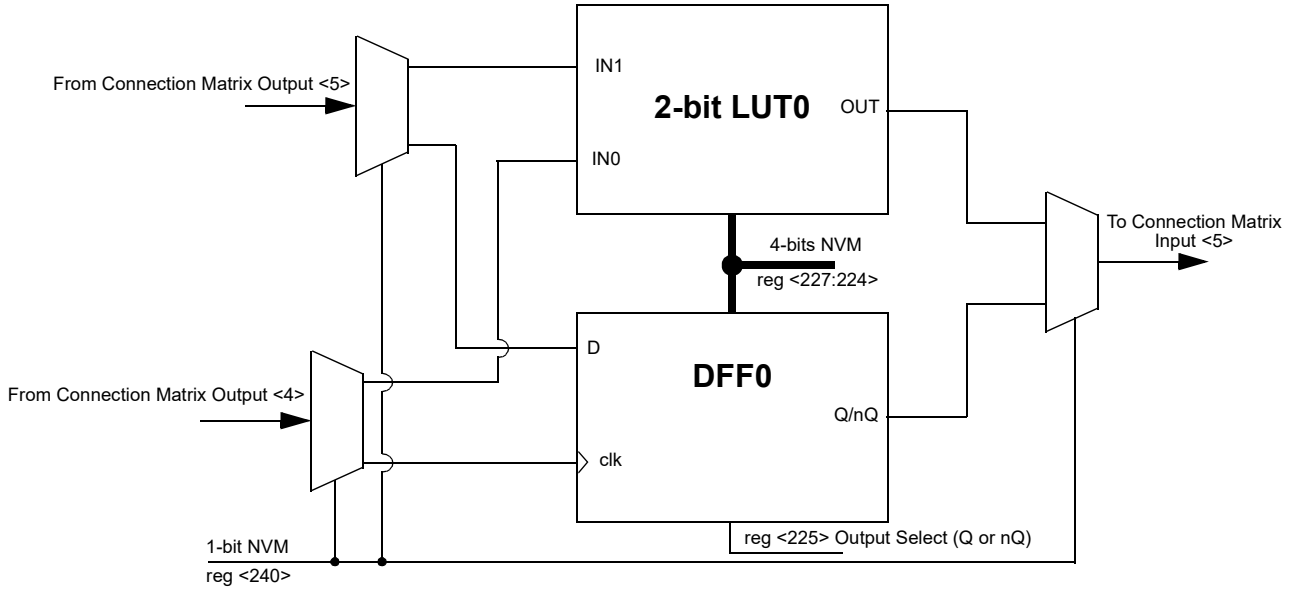 From Connection Matrix Output <5>
IN1
2-bit LUT0
OUT
IN0
To Connection Matrix
Input <5>
4-bits NVM
reg <227:224>
D
DFF0
From Connection Matrix Output <4>
Q/nQ
clk
reg <225> Output Select (Q or nQ)
1-bit NVM
reg <240>